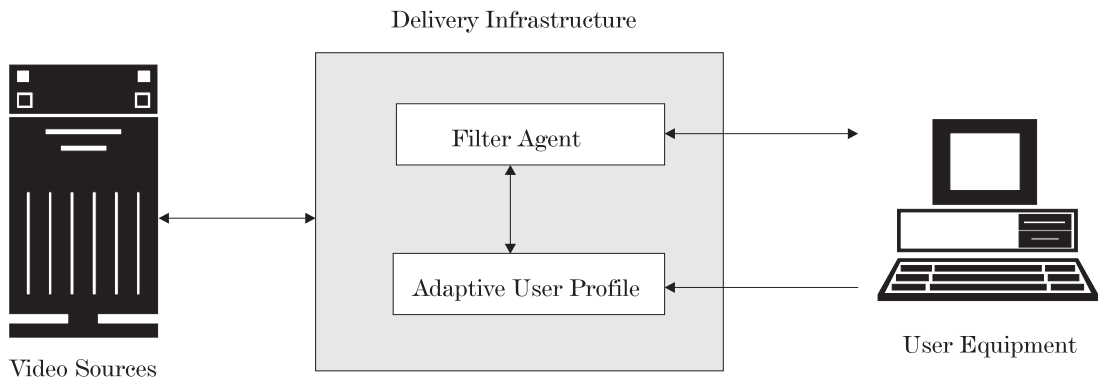 Delivery Infrastructure
Filter Agent
Adaptive User Profile
Video Sources
User Equipment